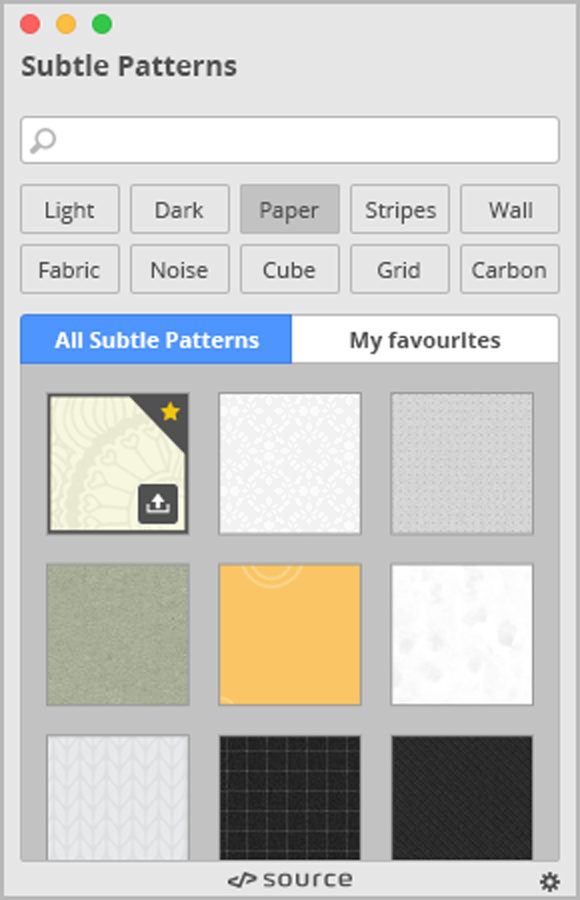 Subtle Patterns
Light Dark Paper Stripes Wall
Fabric Noise Cube Grid Carbon
All Subtle Patterns My favourites
</> source